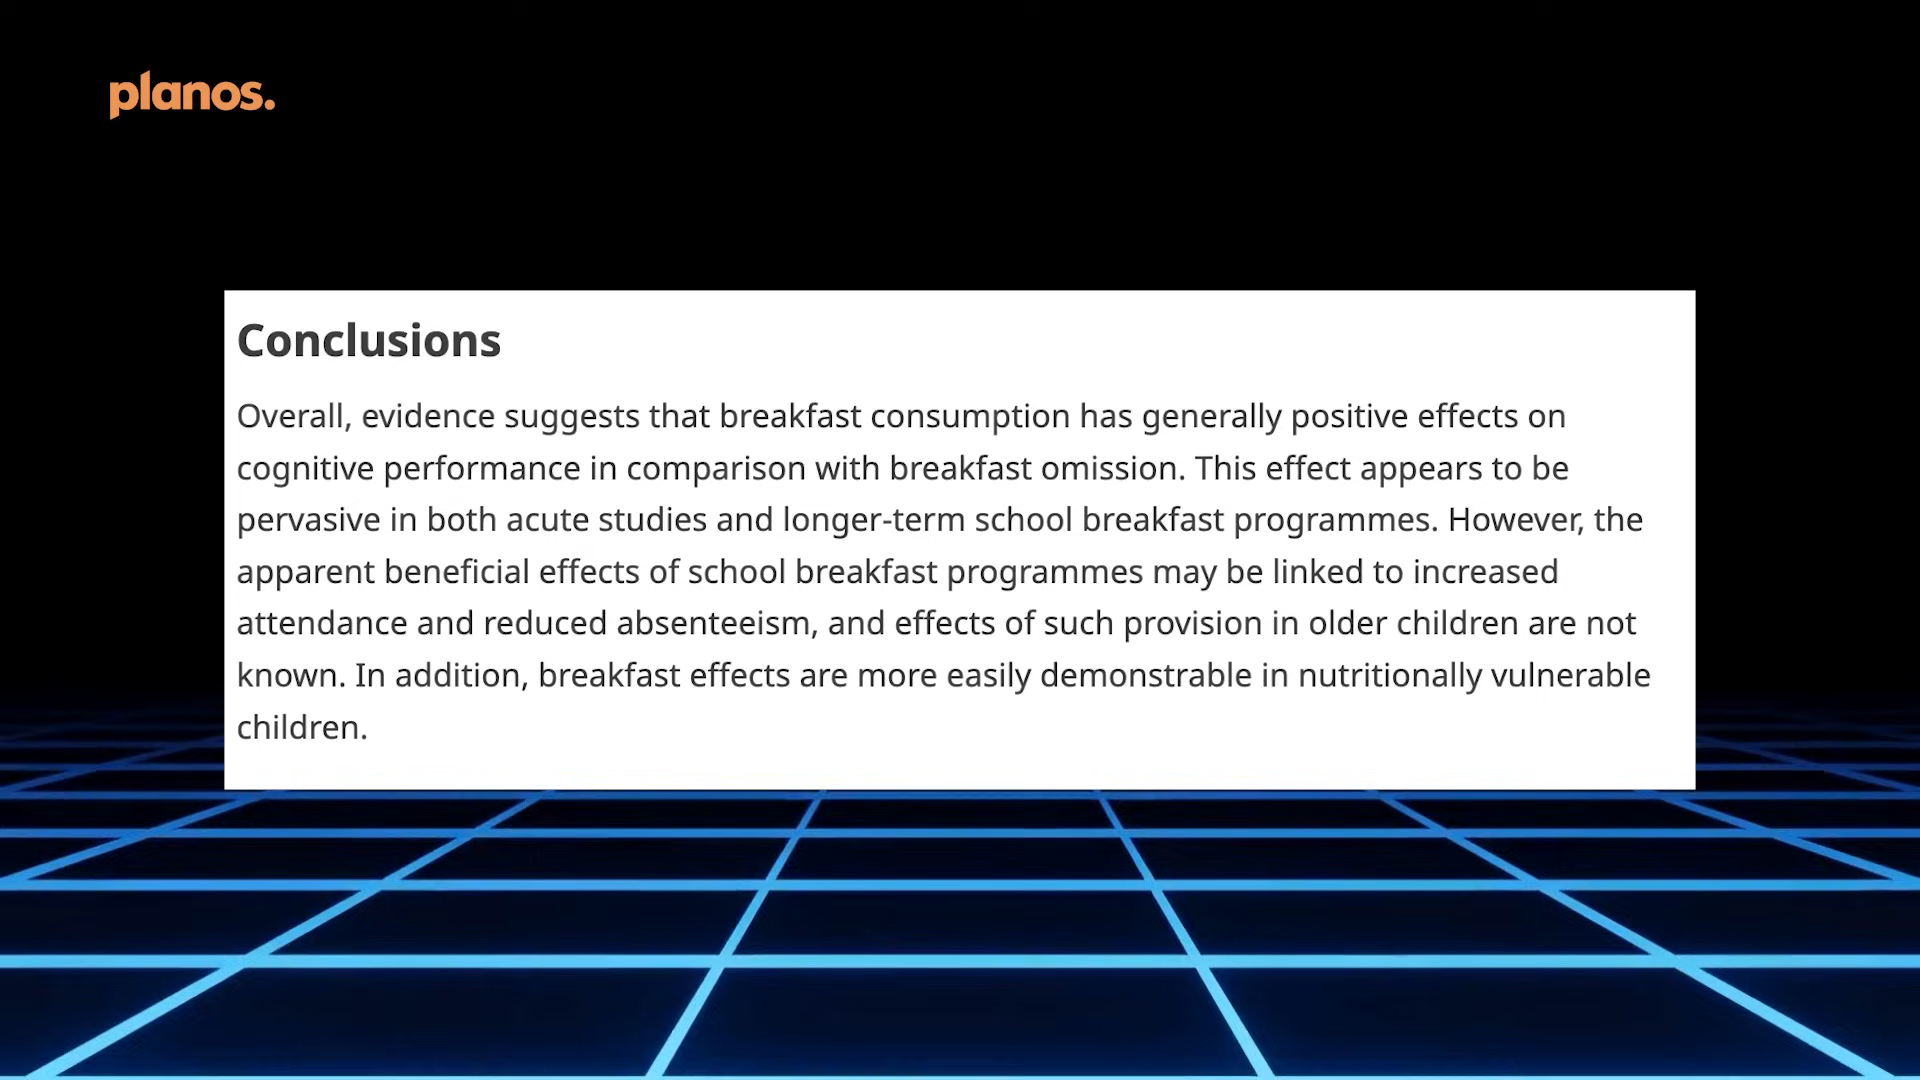 planos.
Conclusions
Overall, evidence suggests that breakfast consumption has generally positive effects on
cognitive performance in comparison with breakfast omission. This effect appears to be
pervasive in both acute studies and longer-term school breakfast programmes. However, the
apparent beneficial effects of school breakfast programmes may be linked to increased
attendance and reduced absenteeism, and effects of such provision in older children are not
known. In addition, breakfast effects are more easily demonstrable in nutritionally vulnerable
children.